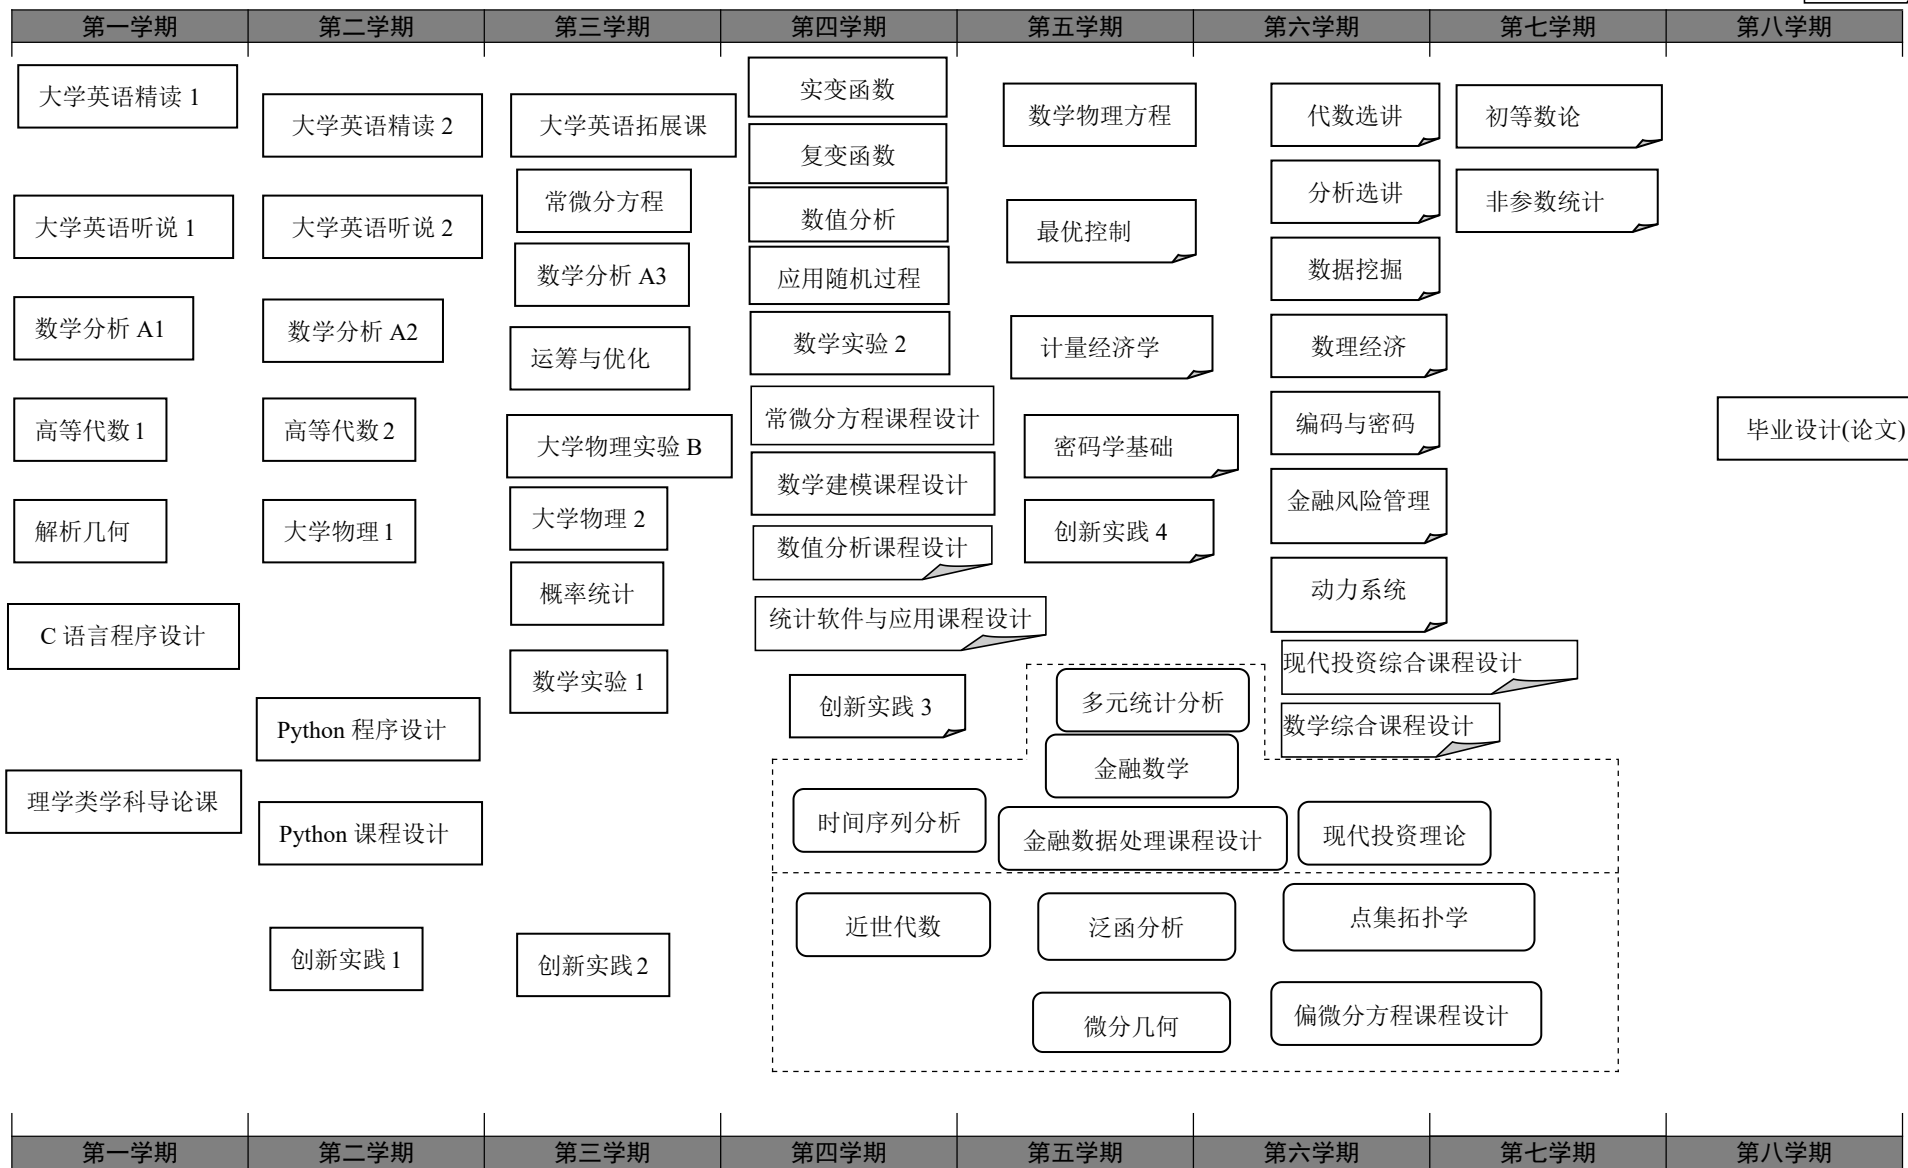 第一学期
第二学期
第三学期
第四学期
第五学期
第六学期
第七学期
第八学期
大学英语精读 1
大学英语听说 1
数学分析 A1
高等代数 1
解析几何
C 语言程序设计
理学类学科导论课
大学英语精读 2
大学英语听说 2
数学分析 A2
高等代数 2
大学物理 1
Python 程序设计
Python 课程设计
创新实践 1
大学英语拓展课
常微分方程
数学分析 A3
运筹与优化
大学物理实验 B
大学物理 2
概率统计
数学实验 1
创新实践 2
实变函数
复变函数
数值分析
应用随机过程
数学实验 2
常微分方程课程设计
数学建模课程设计
数值分析课程设计
统计软件与应用课程设计
创新实践 3
时间序列分析
近世代数
数学物理方程
最优控制
计量经济学
密码学基础
创新实践 4
多元统计分析
金融数学
金融数据处理课程设计
泛函分析
微分几何
代数选讲
分析选讲
数据挖掘
数理经济
编码与密码
金融风险管理
动力系统
现代投资综合课程设计
数学综合课程设计
现代投资理论
点集拓扑学
偏微分方程课程设计
初等数论
非参数统计
毕业设计(论文)
第一学期
第二学期
第三学期
第四学期
第五学期
第六学期
第七学期
第八学期